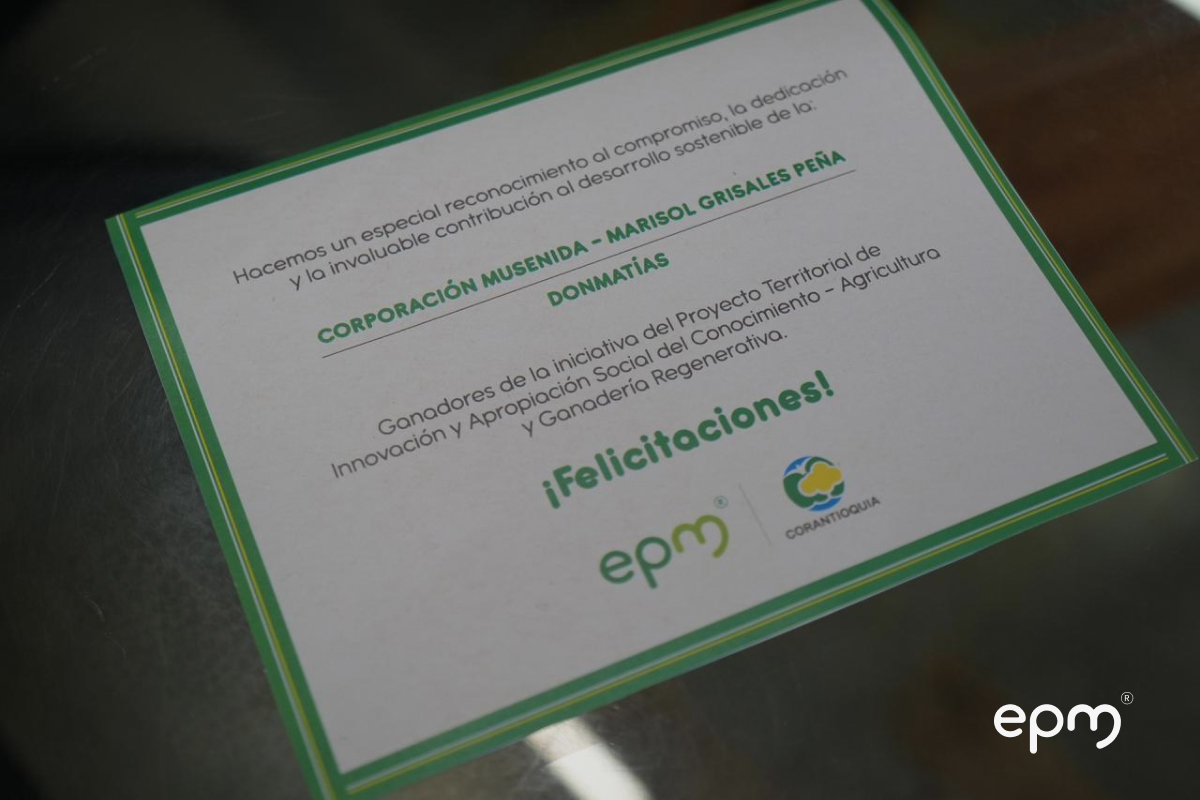 Hacemos un especial reconocimiento al compromiso, la dedicación
y la invaluable contribución al desarrollo sostenible de la:
CORPORACIÓN MUSENIDA - MARISOL GRISALES PEÑA
DONMATÍAS
Ganadores de la iniciativa del Proyecto Territorial de
Innovación y Apropiación Social del Conocimiento - Agricultura
y Ganadería Regenerativa.
¡Felicitaciones!
epm®
CORANTIOQUIA
epm®